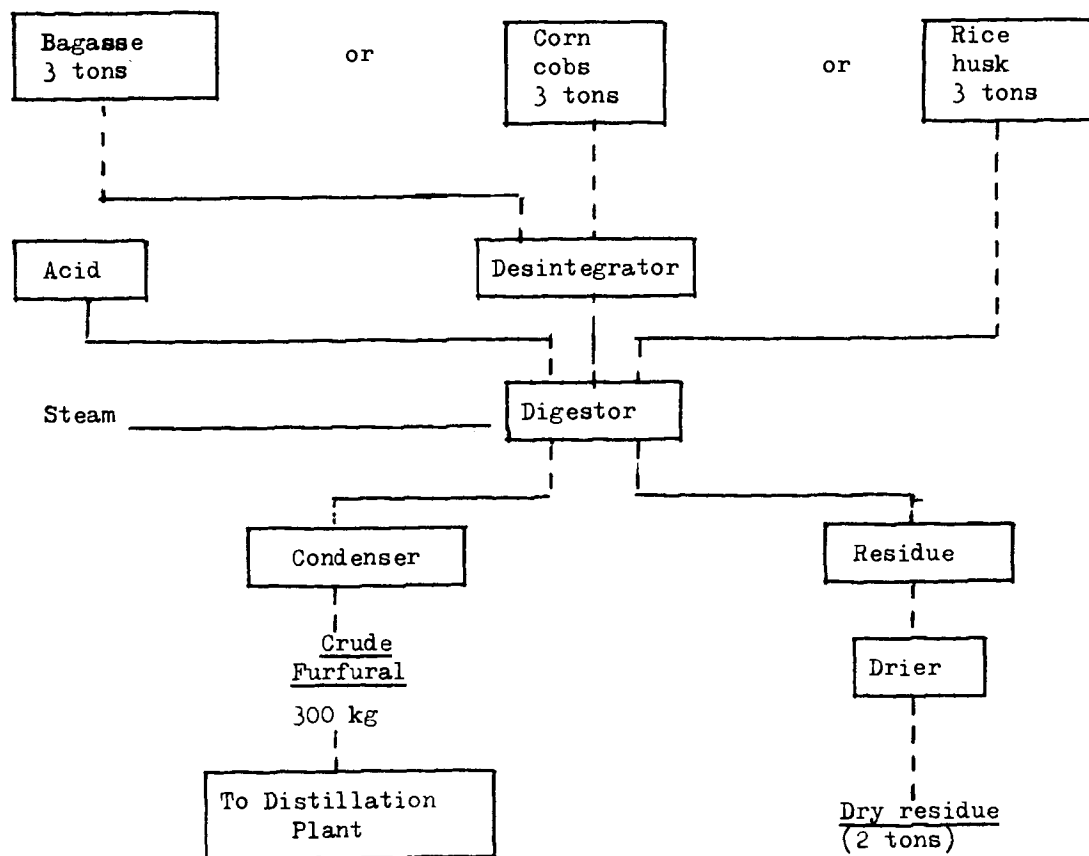 Bagasse
3 tons
or
Corn
cobs
3 tons
or
Rice
husk
3 tons
Acid
Desintegrator
Steam
Digestor
Condenser
Residue
Crude
Furfural
300 kg
Drier
To Distillation
Plant
Dry residue
(2 tons)